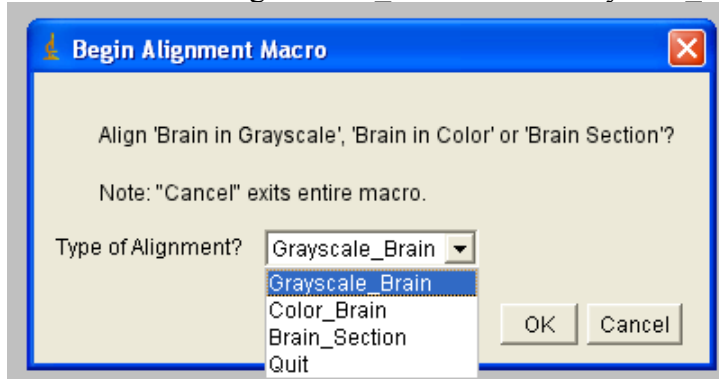 Begin Alignment Macro
Align 'Brain in Grayscale', 'Brain in Color' or 'Brain Section'?
Note: "Cancel" exits entire macro.
Type of Alignment? Grayscale_Brain
Grayscale_Brain
Color_Brain
Brain_Section
Quit
OK Cancel